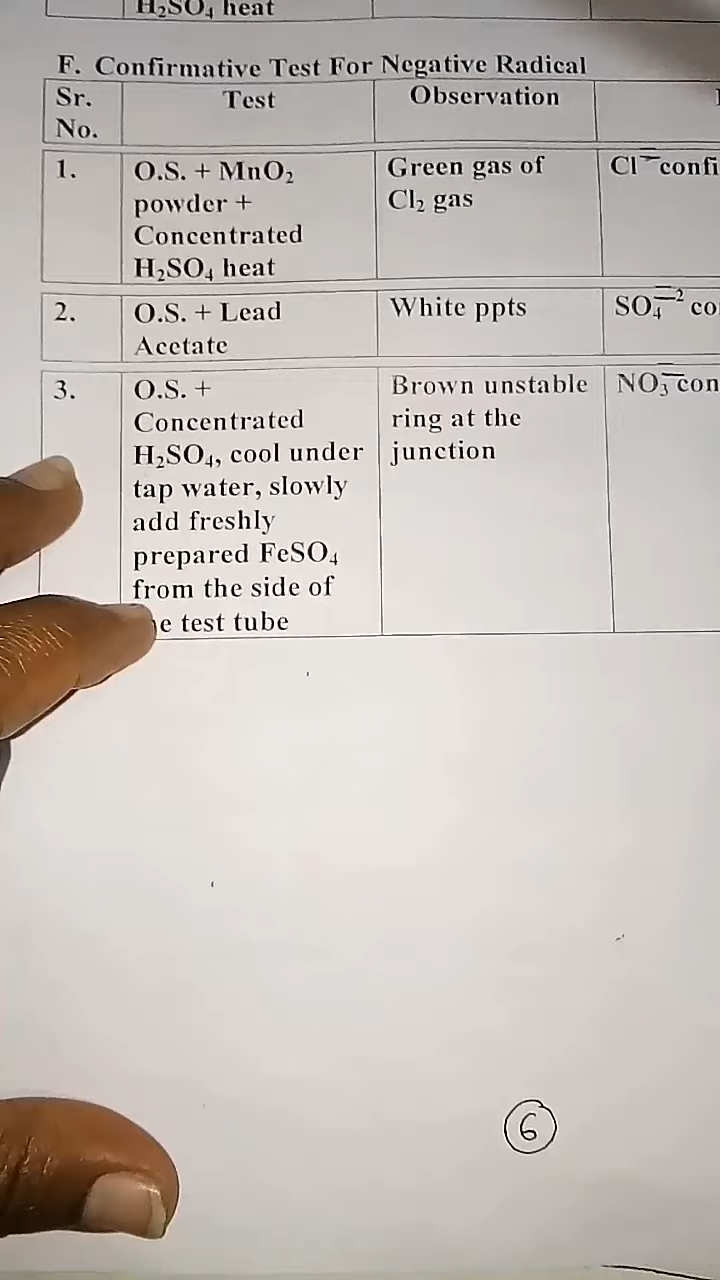 H₂SO₄ heat
F. Confirmative Test For Negative Radical
Sr. No.
Test
Observation
1.
O.S. + MnO₂
powder +
Concentrated
H₂SO₄ heat
Green gas of
Cl₂ gas
Cl⁻ confi
2.
O.S. + Lead
Acetate
White ppts
SO₄⁻² co
3.
O.S. +
Concentrated
H₂SO₄, cool under
tap water, slowly
add freshly
prepared FeSO₄
from the side of
e test tube
Brown unstable
ring at the
junction
NO₃⁻ con
6